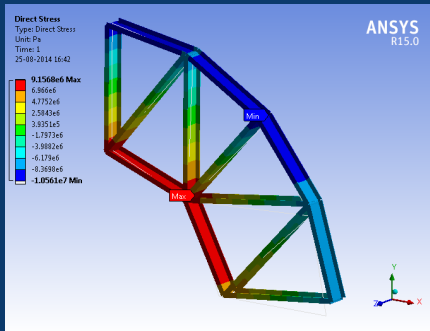 Direct Stress
Type: Direct Stress
Unit: Pa
Time: 1
25-08-2014 16:42
ANSYS
R15.0
9.1568e6 Max
6.966e6
4.7752e6
2.5843e6
3.9351e5
-1.7973e6
-3.9882e6
-6.179e6
-8.3698e6
-1.0561e7 Min
Min
Max
Y
Z
X